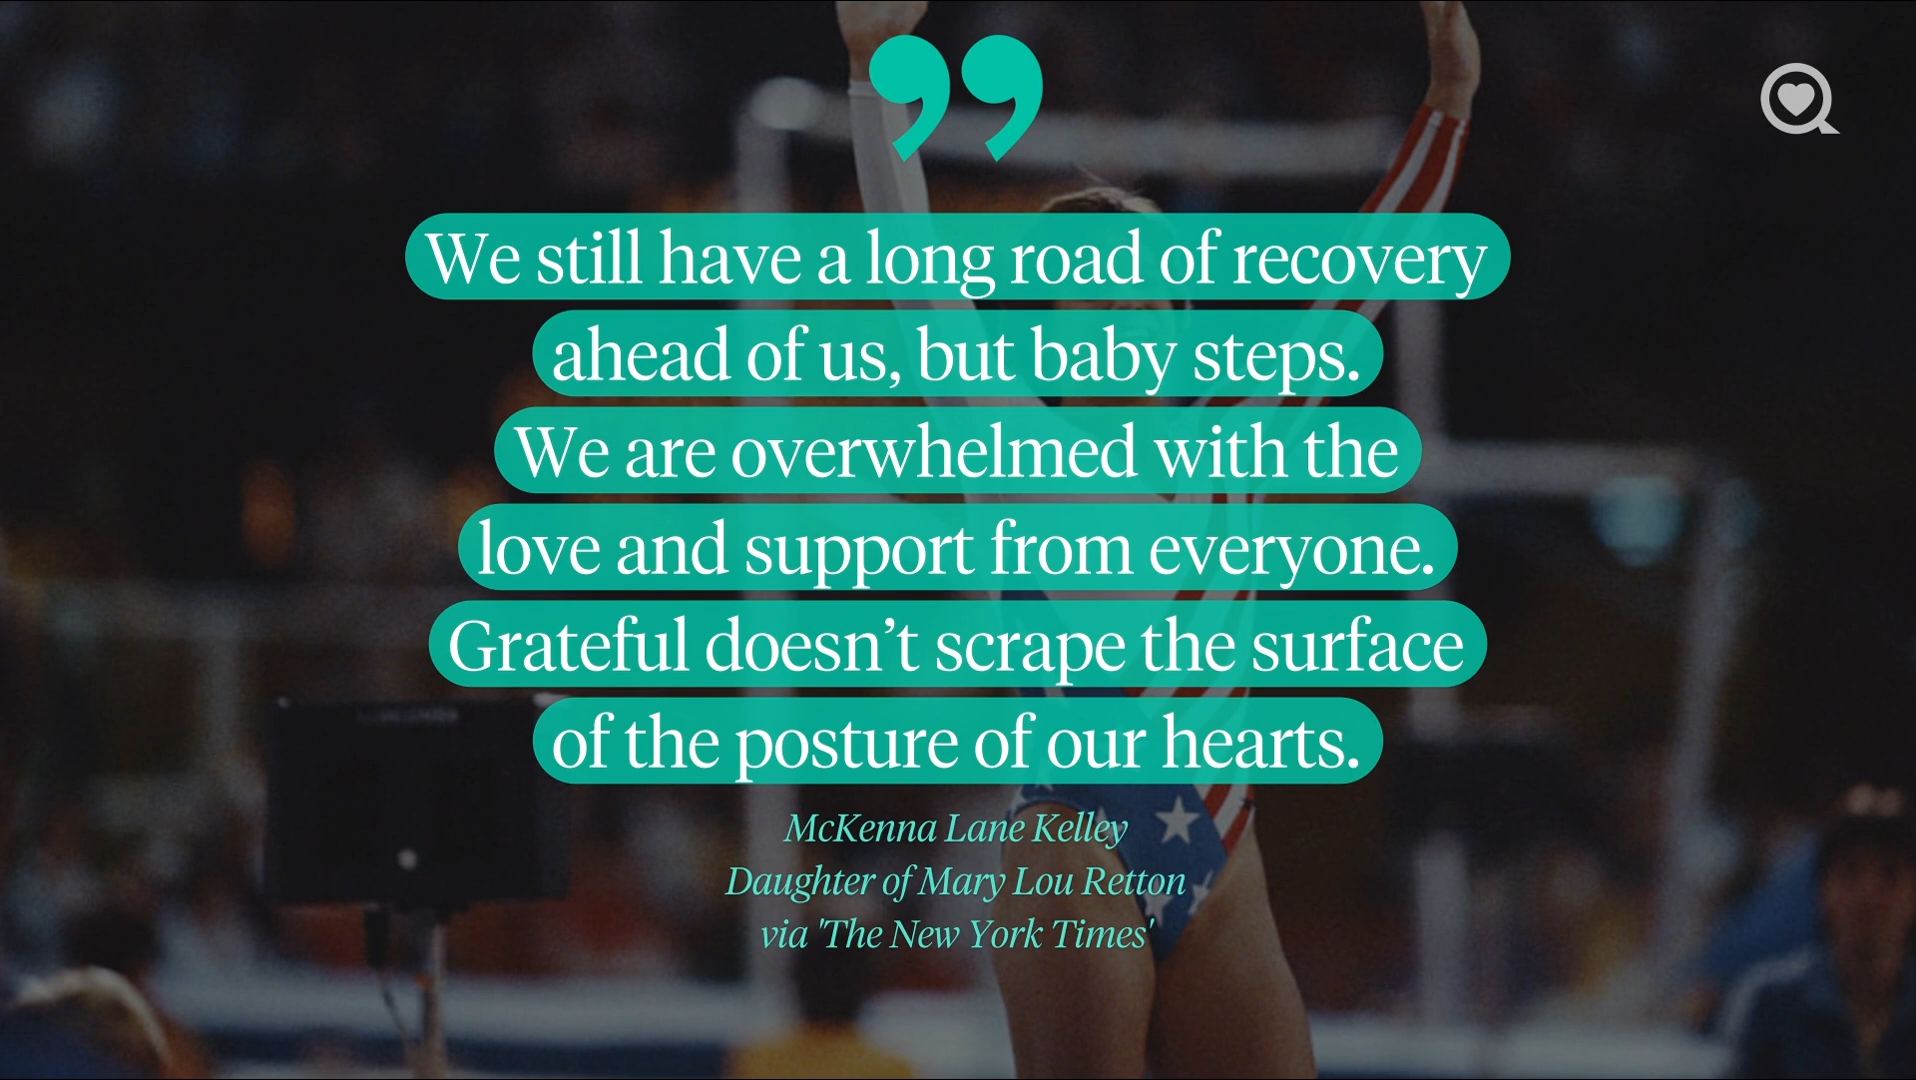 We still have a long road of recovery
ahead of us, but baby steps.
We are overwhelmed with the
love and support from everyone.
Grateful doesn’t scrape the surface
of the posture of our hearts.
McKenna Lane Kelley
Daughter of Mary Lou Retton
via 'The New York Times'